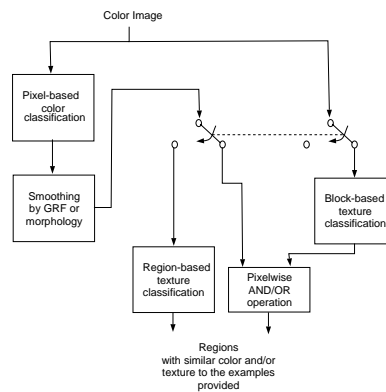 Color Image
Pixel-based
color
classification
Smoothing
by GRF or
morphology
Block-based
texture
classification
Region-based
texture
classification
Pixelwise
AND/OR
operation
Regions
with similar color and/or
texture to the examples
provided